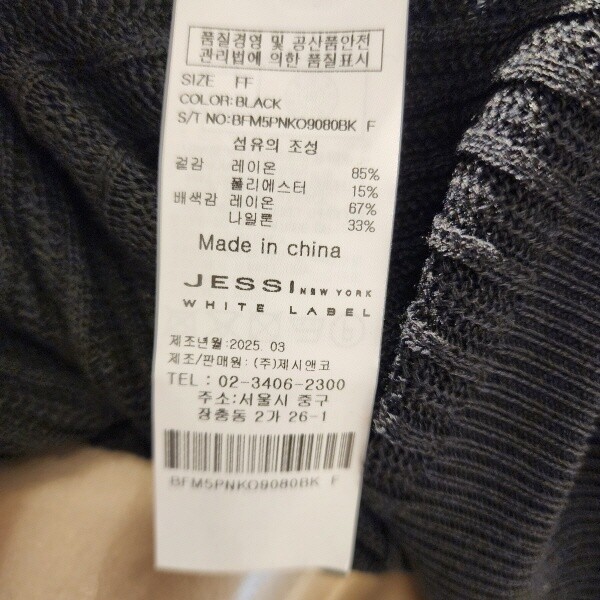 품질경영 및 공산품안전
관리법에 의한 품질표시
SIZE FF
COLOR:BLACK
S/T NO:BFM5PNKO9080BK F
섬유의 조성
겉감 레이온 85%
폴리에스터 15%
배색감 레이온 67%
나일론 33%
Made in china
JESSI NEW YORK
WHITE LABEL
제조년월:2025. 03
제조/판매원 : (주)제시앤코
TEL : 02-3406-2300
주소:서울시 중구
장충동 2가 26-1
BFM5PNKO9080BK F